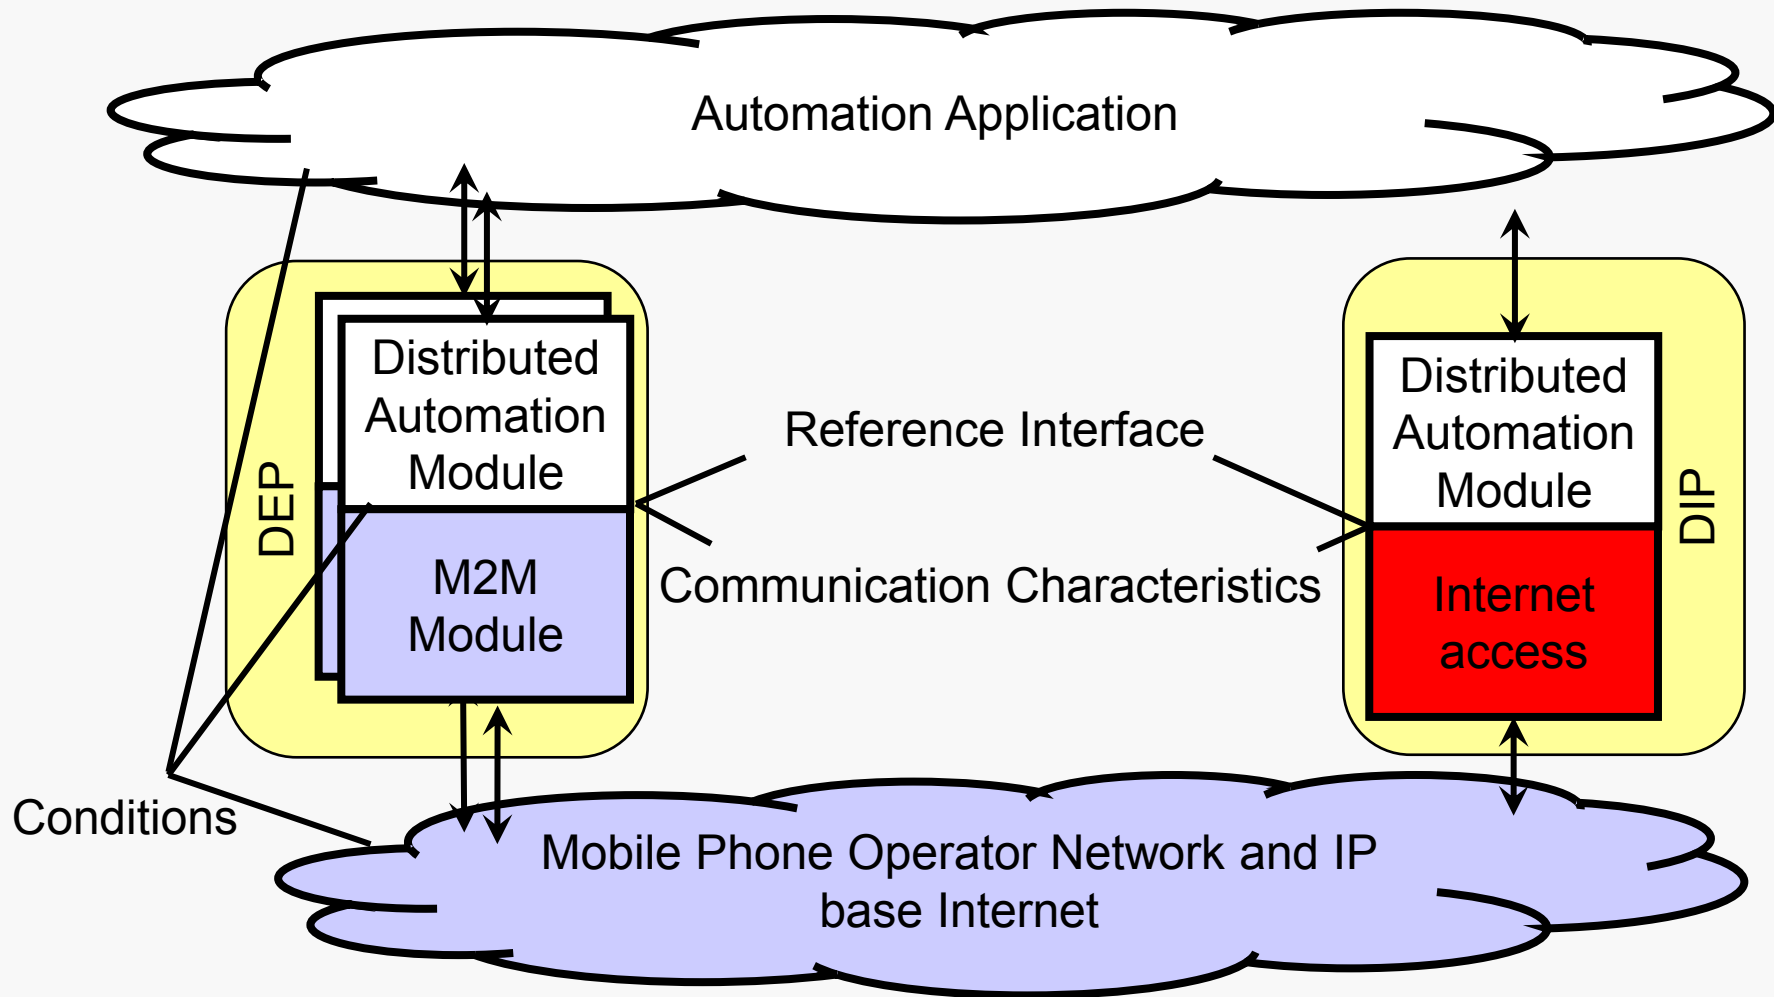 Automation Application
DEP
Distributed
Automation
Module
M2M
Module
Reference Interface
Communication Characteristics
Distributed
Automation
Module
Internet
access
DIP
Conditions
Mobile Phone Operator Network and IP
base Internet